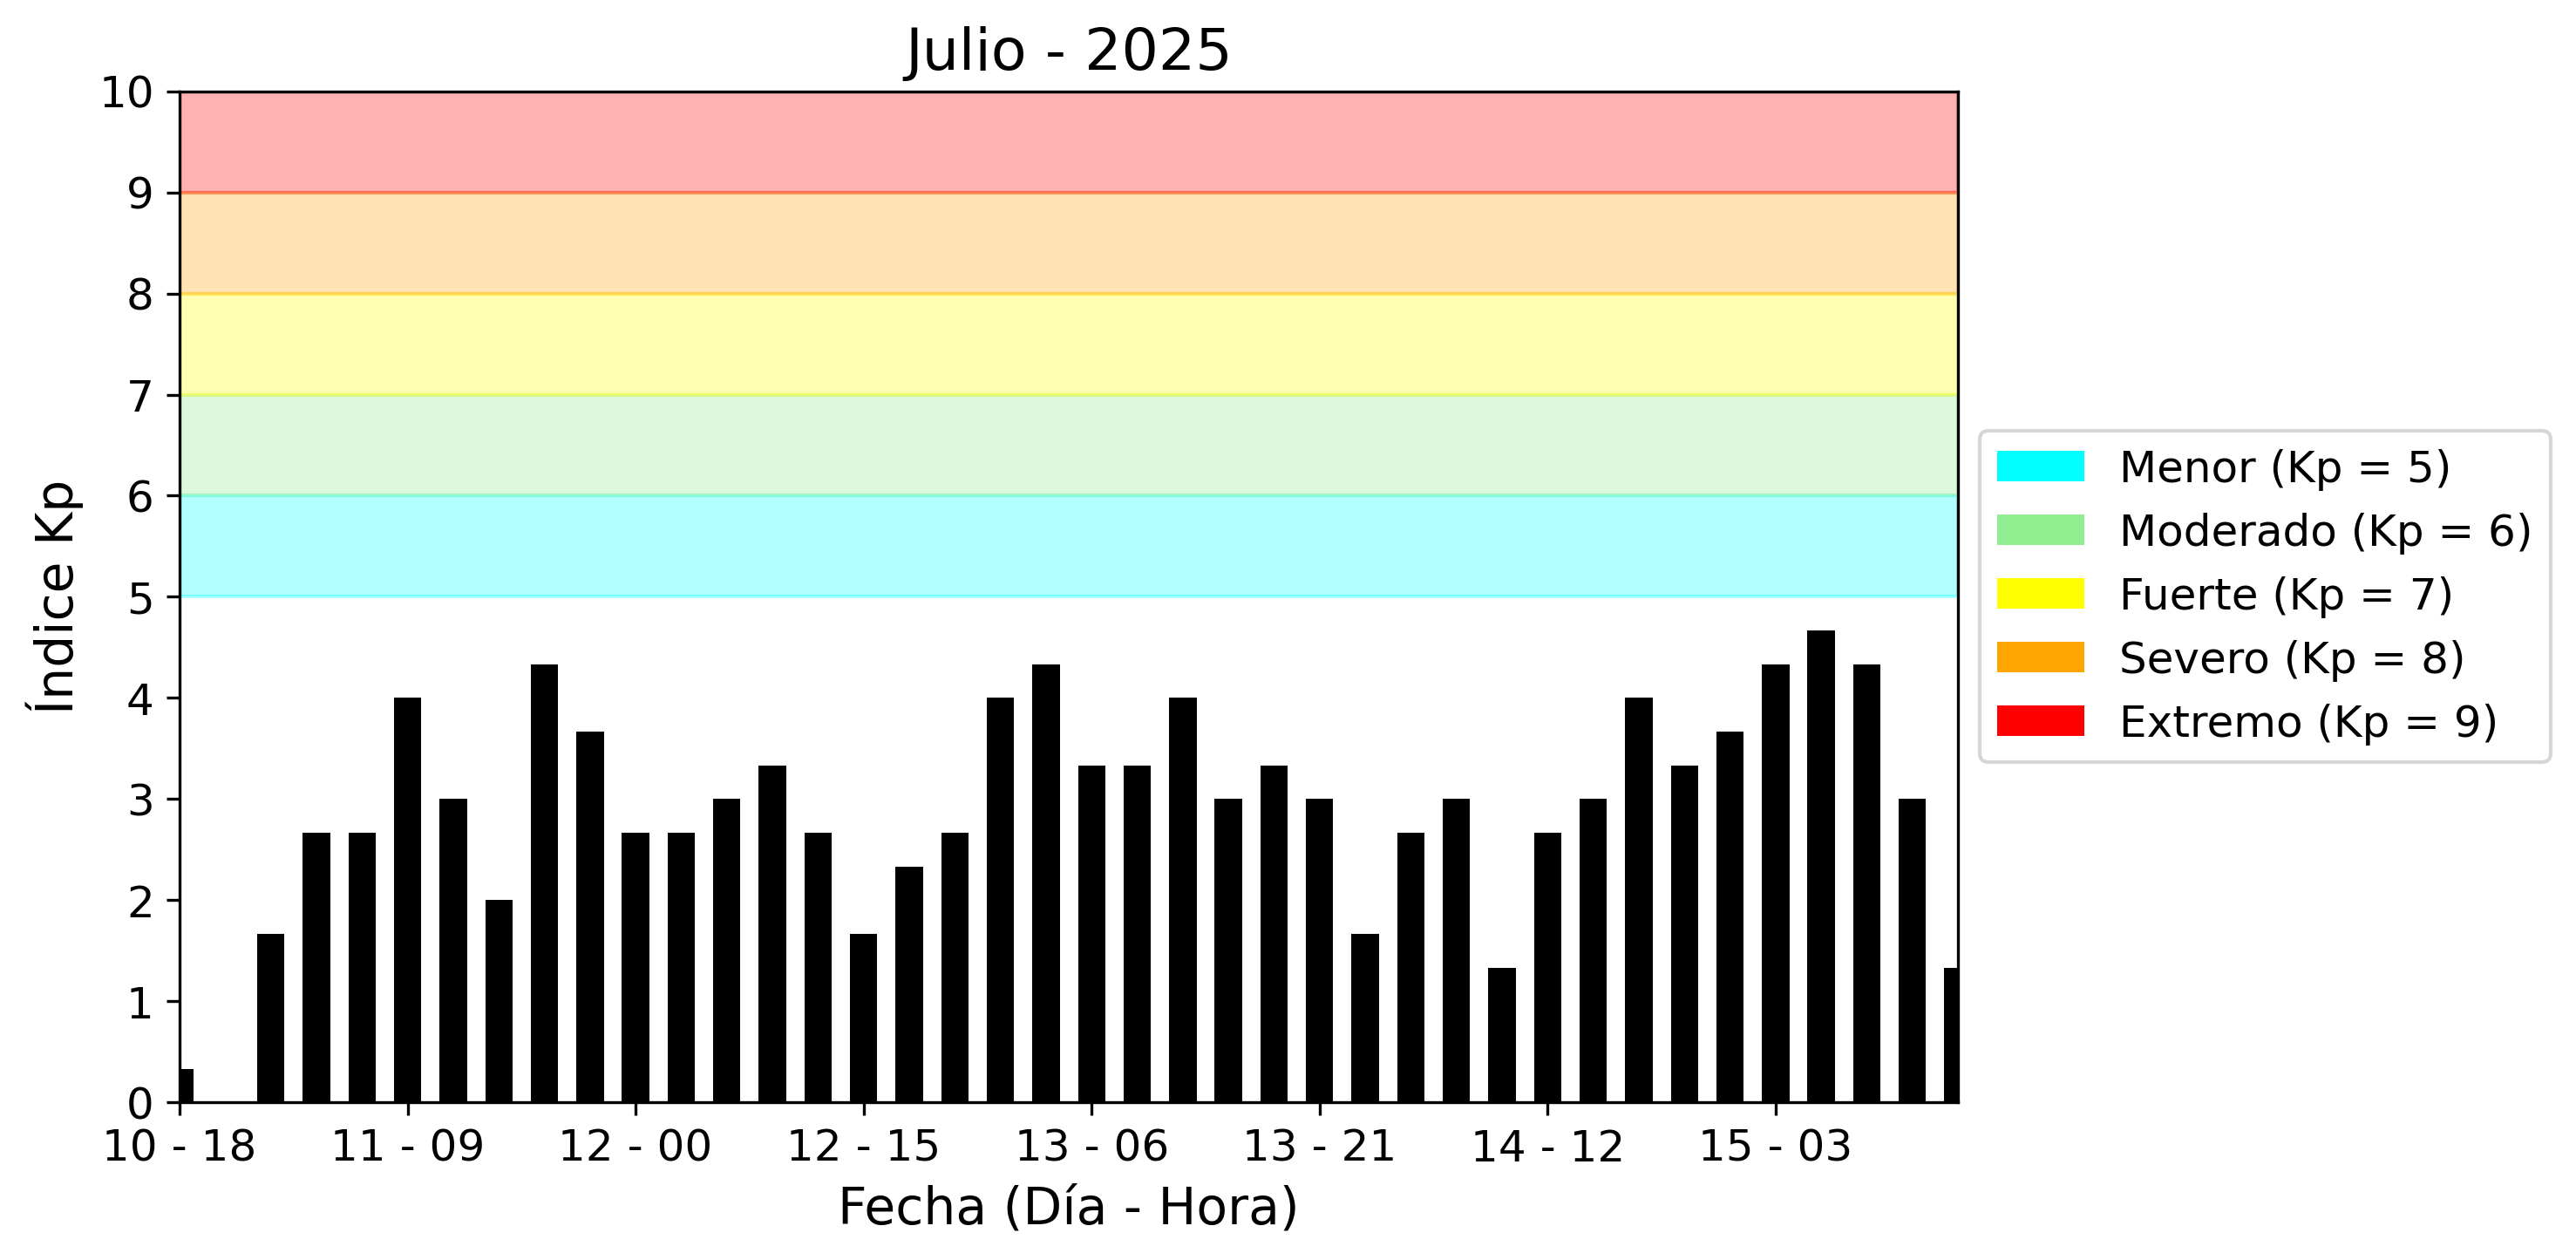 Julio - 2025
10
9
8
7
6
5
4
3
2
1
0
Índice Kp
10 - 18
11 - 09
12 - 00
12 - 15
13 - 06
13 - 21
14 - 12
15 - 03
Fecha (Día - Hora)
Menor (Kp = 5)
Moderado (Kp = 6)
Fuerte (Kp = 7)
Severo (Kp = 8)
Extremo (Kp = 9)